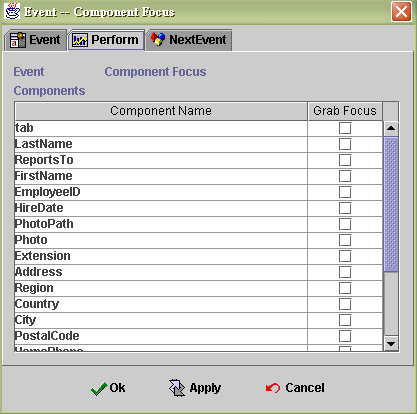 Event -- Component Focus
Event Perform NextEvent
Event Component Focus
Components
Component Name Grab Focus
tab
LastName
ReportsTo
FirstName
EmployeeID
HireDate
PhotoPath
Photo
Extension
Address
Region
Country
City
PostalCode
HomePhone
Ok Apply Cancel